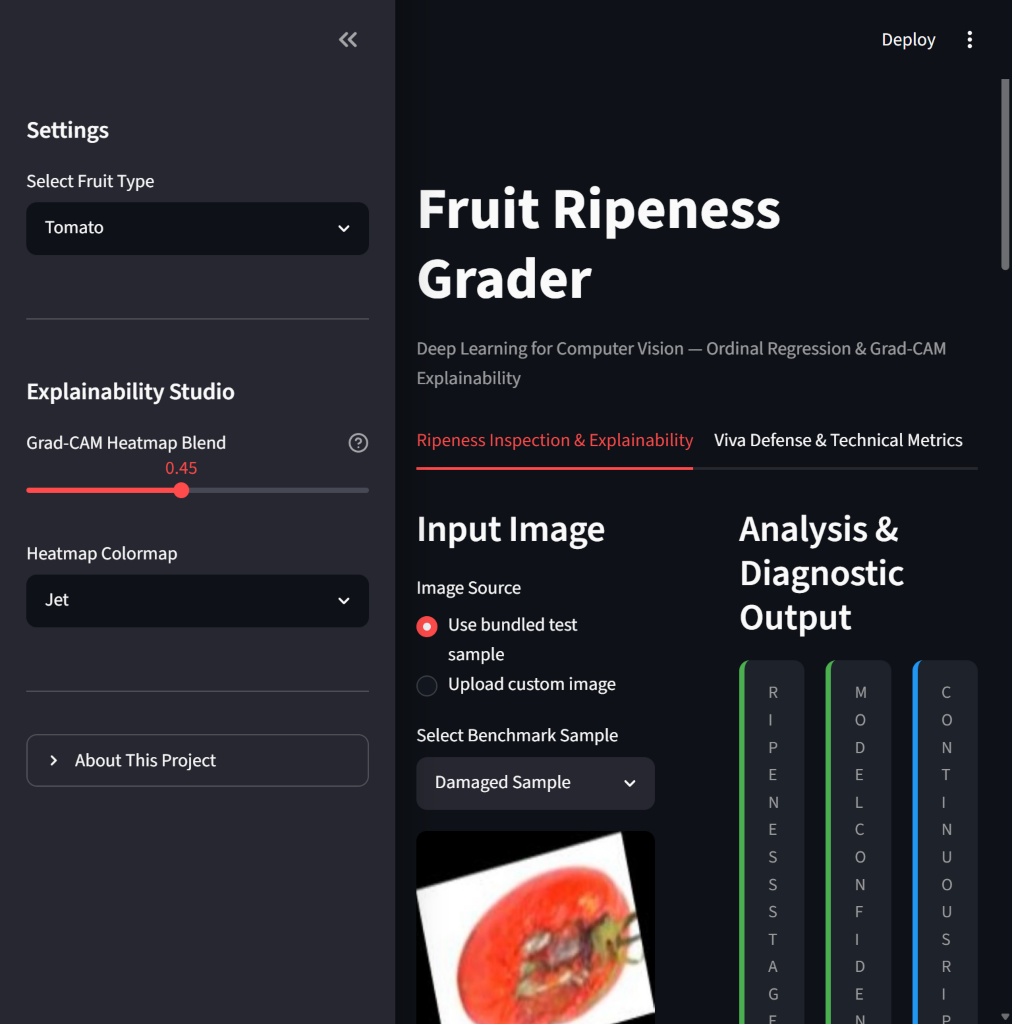 Deploy
Settings
Select Fruit Type
Tomato
Explainability Studio
Grad-CAM Heatmap Blend
0.45
Heatmap Colormap
Jet
About This Project
Fruit Ripeness
Grader
Deep Learning for Computer Vision — Ordinal Regression & Grad-CAM
Explainability
Ripeness Inspection & Explainability
Viva Defense & Technical Metrics
Input Image
Image Source
Use bundled test
sample
Upload custom image
Select Benchmark Sample
Damaged Sample
Analysis &
Diagnostic
Output
R
I
P
E
N
E
S
S
S
T
A
G
E
M
O
D
E
L
C
O
N
F
I
D
E
N
C
O
N
T
I
N
U
O
U
S
R
I
P